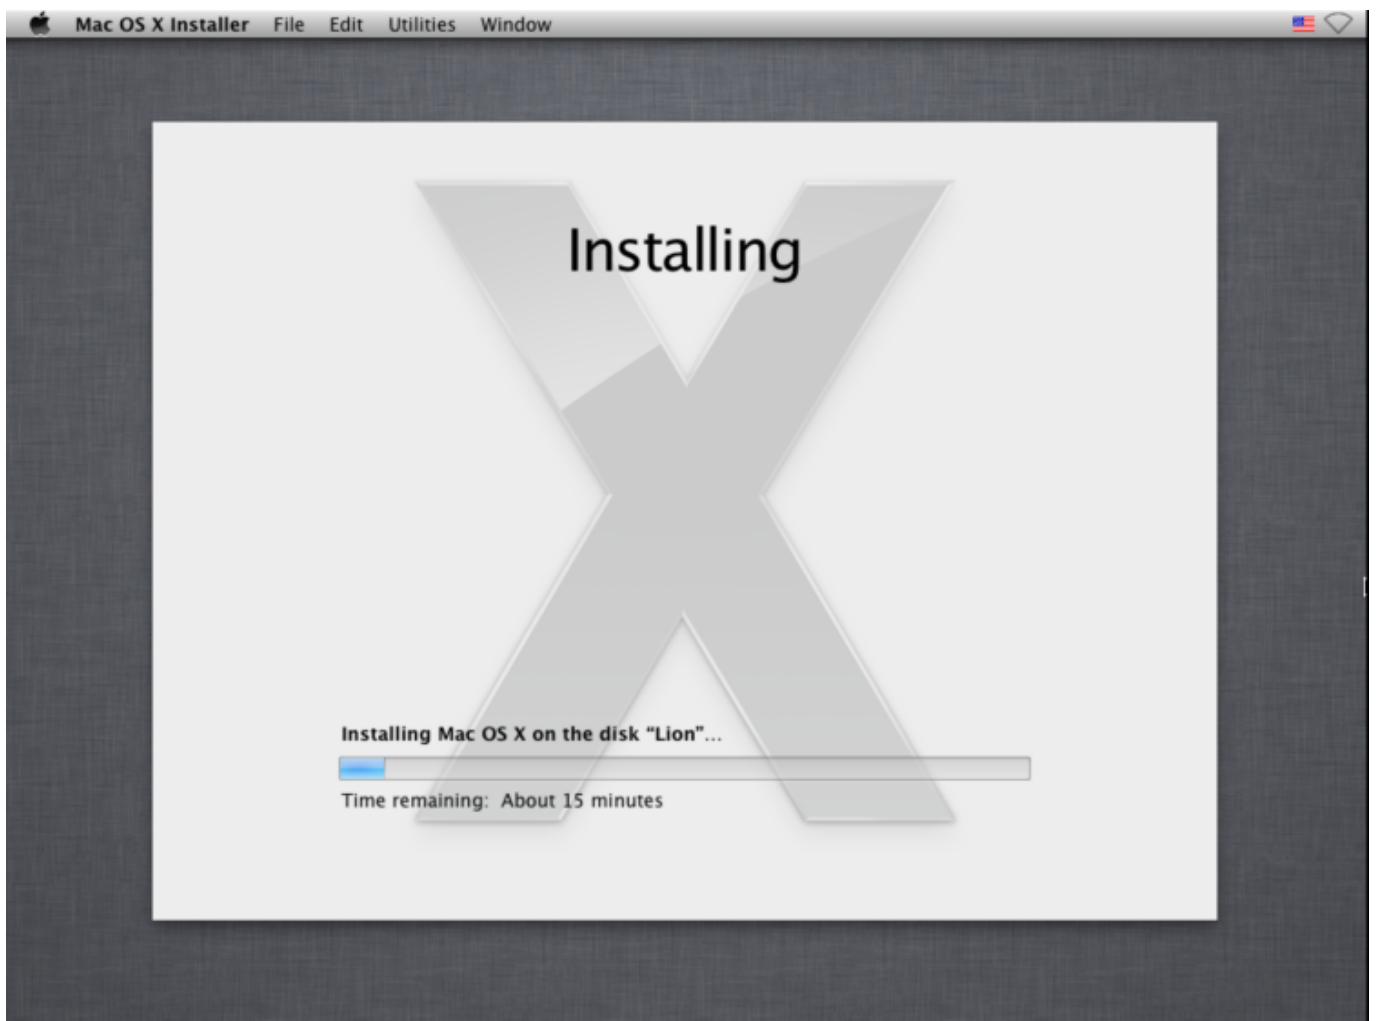 Mac OS X Installer File Edit Utilities Window
Installing
Installing Mac OS X on the disk “Lion”...
Time remaining: About 15 minutes